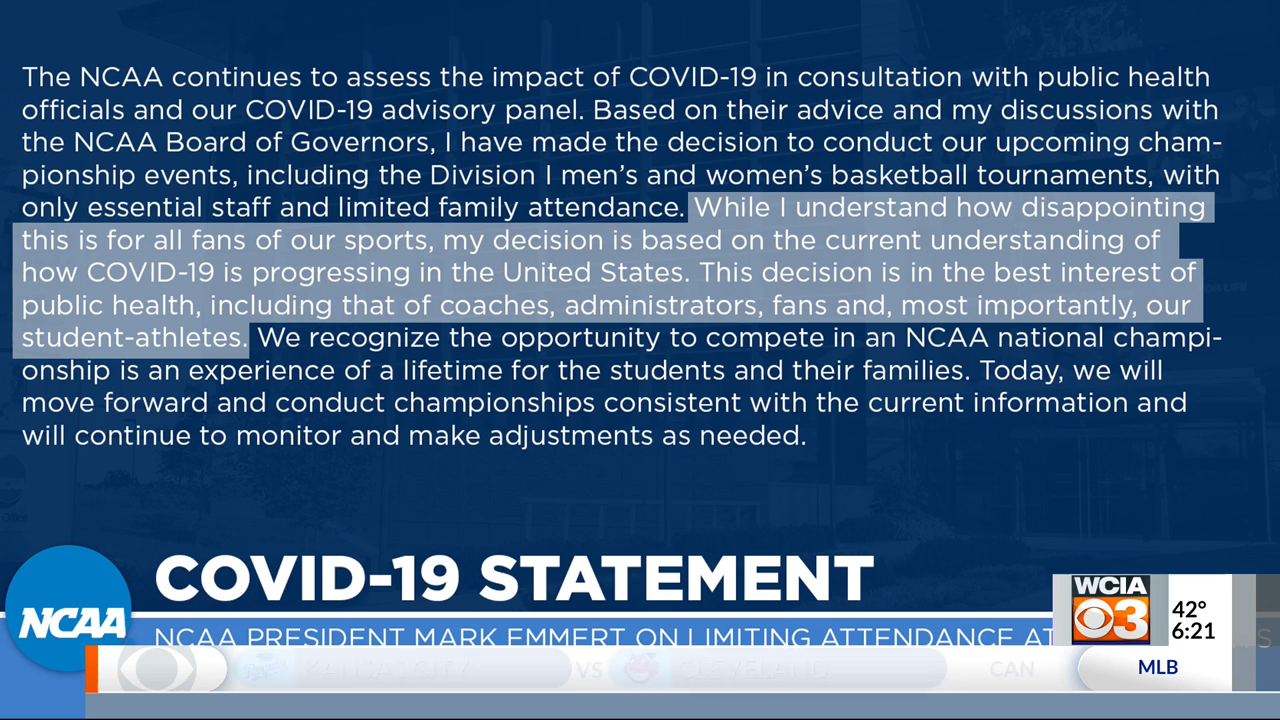 The NCAA continues to assess the impact of COVID-19 in consultation with public health
officials and our COVID-19 advisory panel. Based on their advice and my discussions with
the NCAA Board of Governors, I have made the decision to conduct our upcoming cham-
pionship events, including the Division I men’s and women’s basketball tournaments, with
only essential staff and limited family attendance. While I understand how disappointing
this is for all fans of our sports, my decision is based on the current understanding of
how COVID-19 is progressing in the United States. This decision is in the best interest of
public health, including that of coaches, administrators, fans and, most importantly, our
student-athletes. We recognize the opportunity to compete in an NCAA national champi-
onship is an experience of a lifetime for the students and their families. Today, we will
move forward and conduct championships consistent with the current information and
will continue to monitor and make adjustments as needed.
NCAA
COVID-19 STATEMENT
NCAA PRESIDENT MARK EMMERT ON LIMITING ATTENDANCE AT
WCIA
3
42°
6:21
KANSAS CITY VS CLEVELAND CAN
MLB